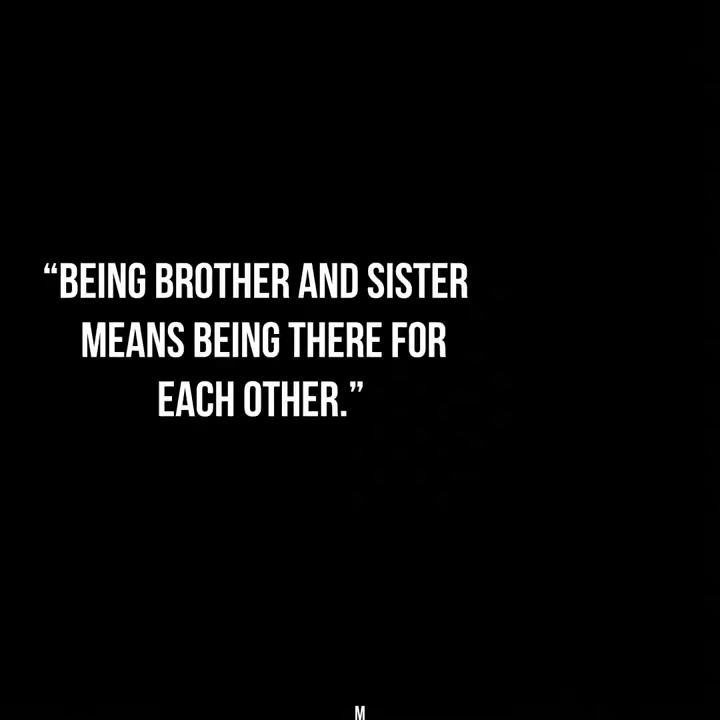 “BEING BROTHER AND SISTER
MEANS BEING THERE FOR
EACH OTHER.”
M